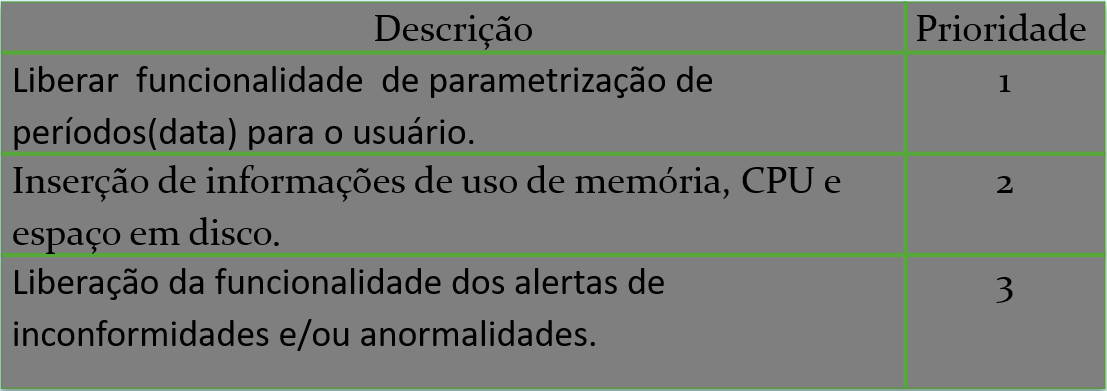 Descrição Prioridade
Liberar funcionalidade de parametrização de 1
períodos(data) para o usuário.
Inserção de informações de uso de memória, CPU e 2
espaço em disco.
Liberação da funcionalidade dos alertas de 3
inconformidades e/ou anormalidades.